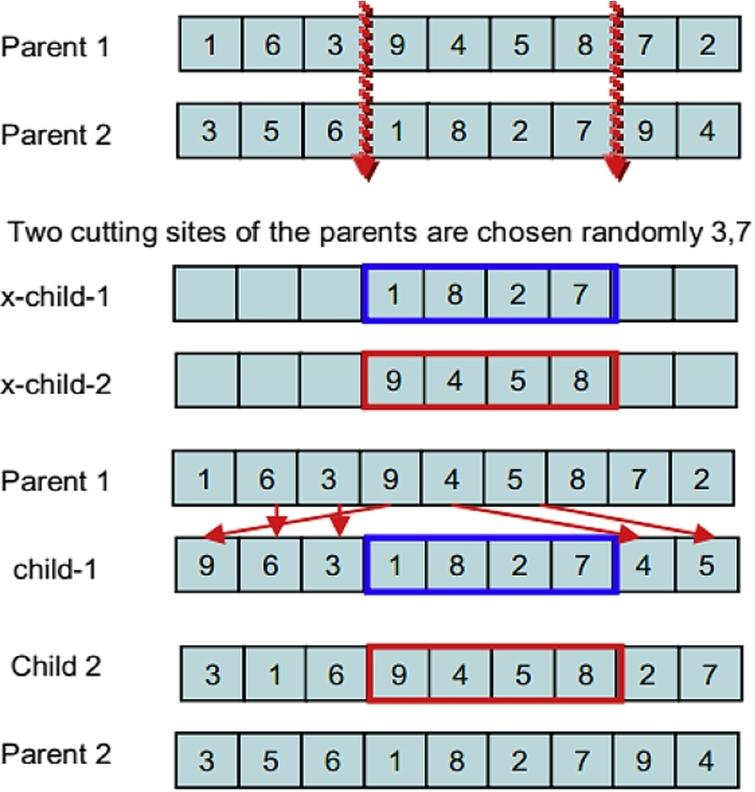 Parent 1 1 6 3 9 4 5 8 7 2
Parent 2 3 5 6 1 8 2 7 9 4
Two cutting sites of the parents are chosen randomly 3,7
x-child-1 1 8 2 7
x-child-2 9 4 5 8
Parent 1 1 6 3 9 4 5 8 7 2
child-1 9 6 3 1 8 2 7 4 5
Child 2 3 1 6 9 4 5 8 2 7
Parent 2 3 5 6 1 8 2 7 9 4